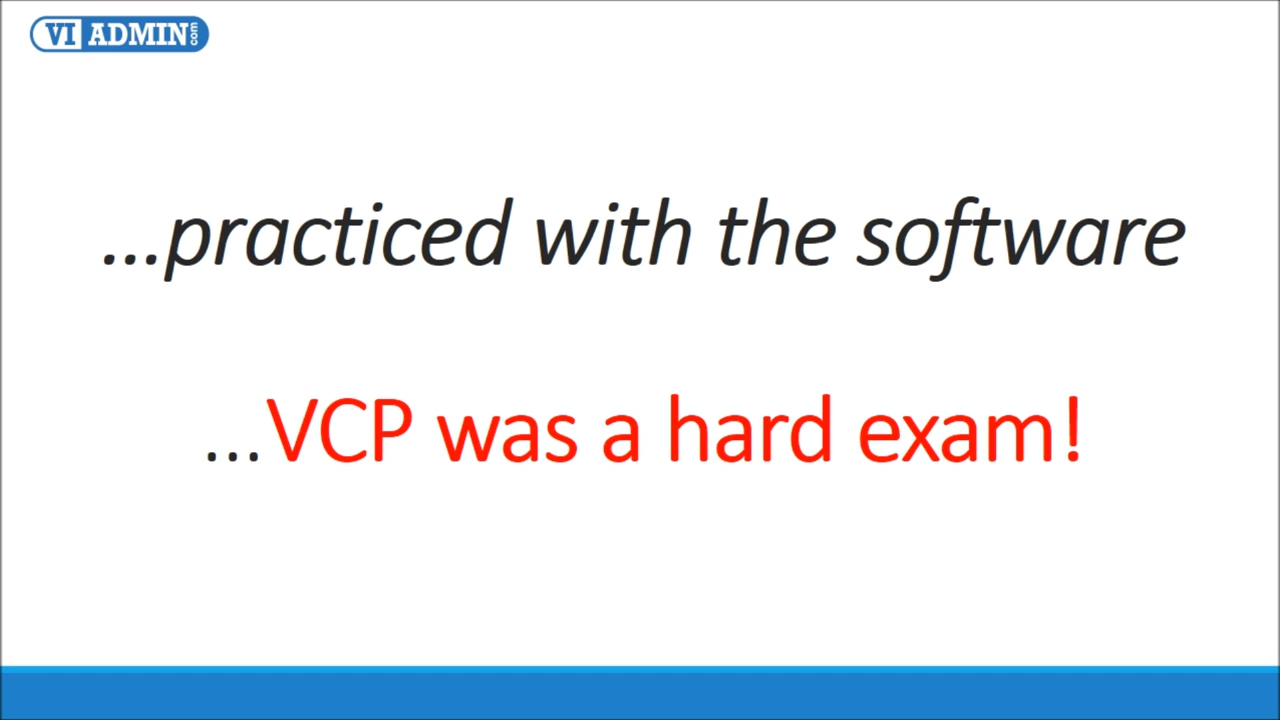 VI ADMIN.com
...practiced with the software
...VCP was a hard exam!